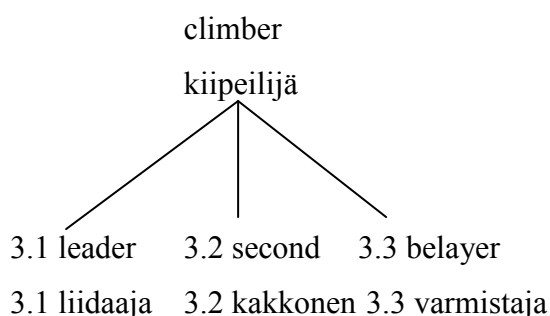 climber
kiipeilijä
3.1 leader 3.2 second 3.3 belayer
3.1 liidaaja 3.2 kakkonen 3.3 varmistaja